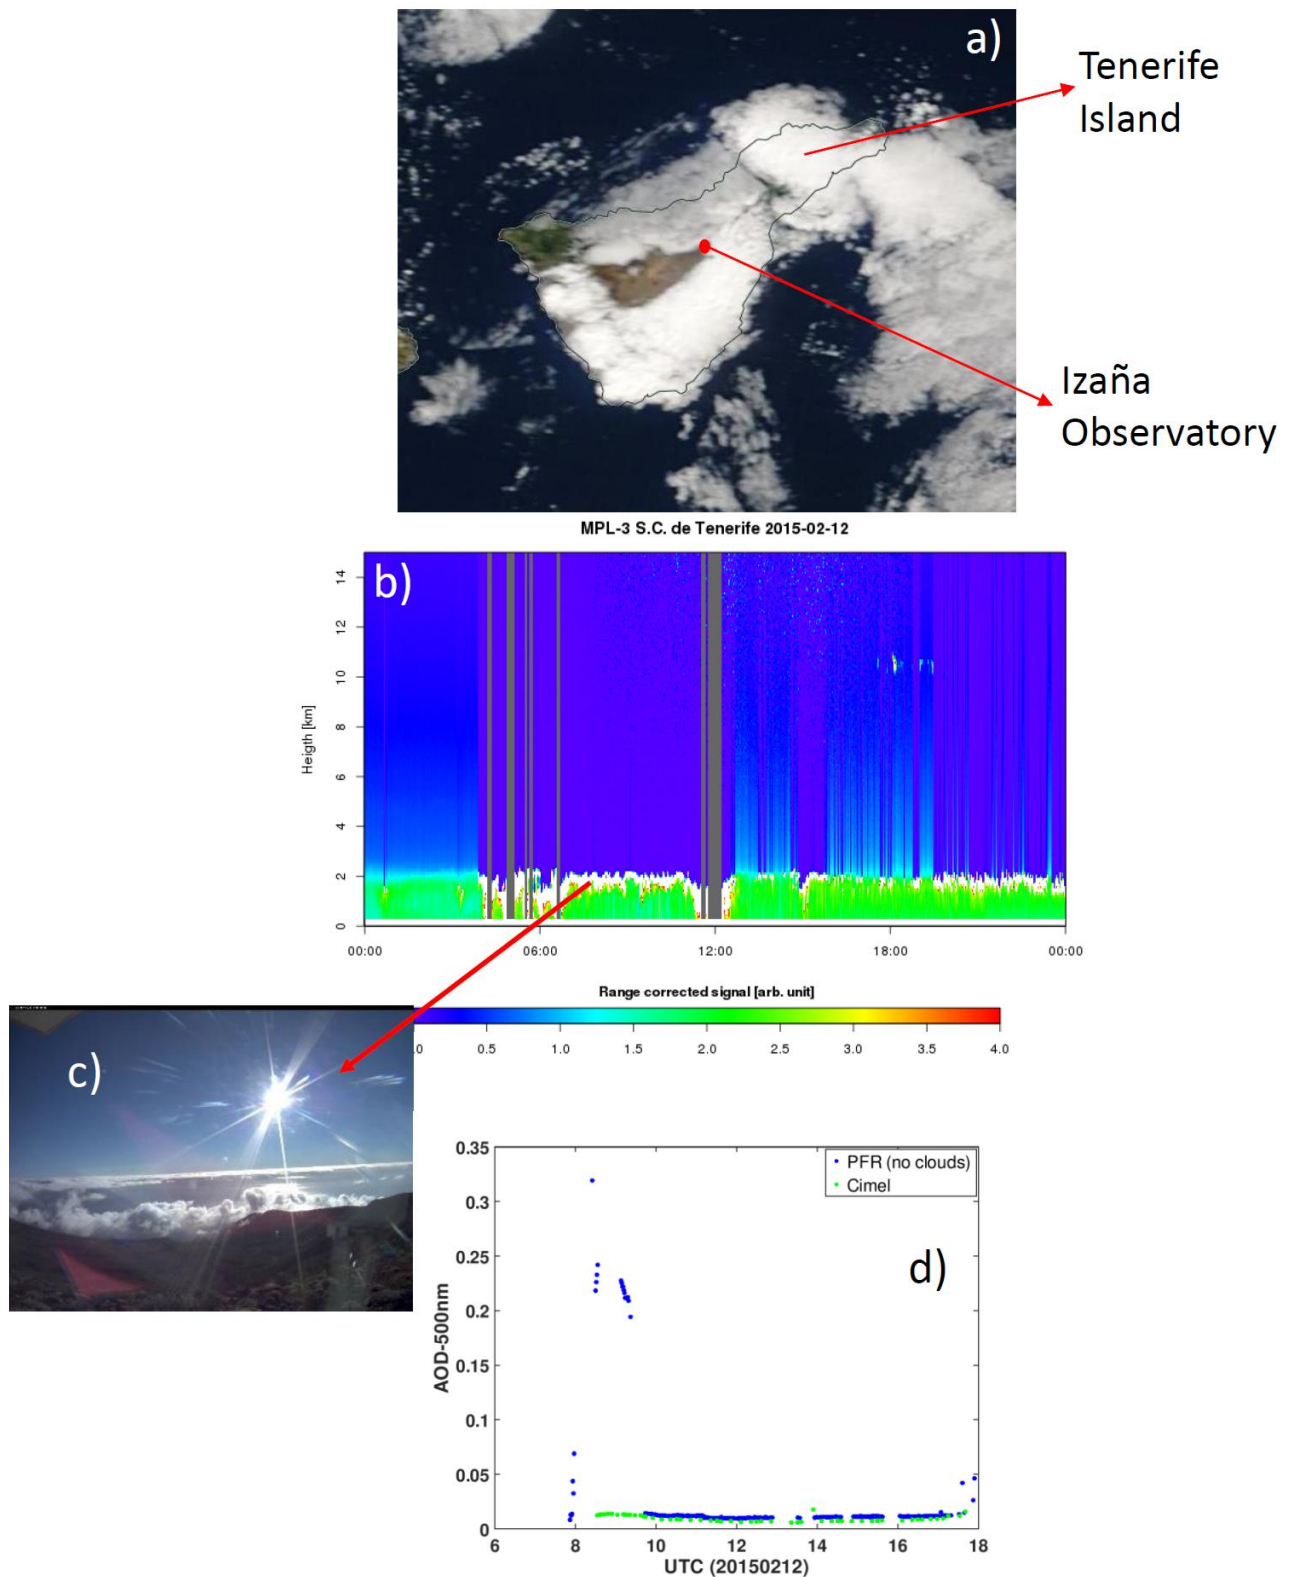 a)
Tenerife
Island
Izaña
Observatory
MPL-3 S.C. de Tenerife 2015-02-12
b)
Heigth [km]
14
12
10
8
6
4
2
0
00:00 06:00 12:00 18:00 00:00
Range corrected signal [arb. unit]
.0 0.5 1.0 1.5 2.0 2.5 3.0 3.5 4.0
c)
d)
AOD-500nm
0.35
0.3
0.25
0.2
0.15
0.1
0.05
0
PFR (no clouds)
Cimel
6 8 10 12 14 16 18
UTC (20150212)